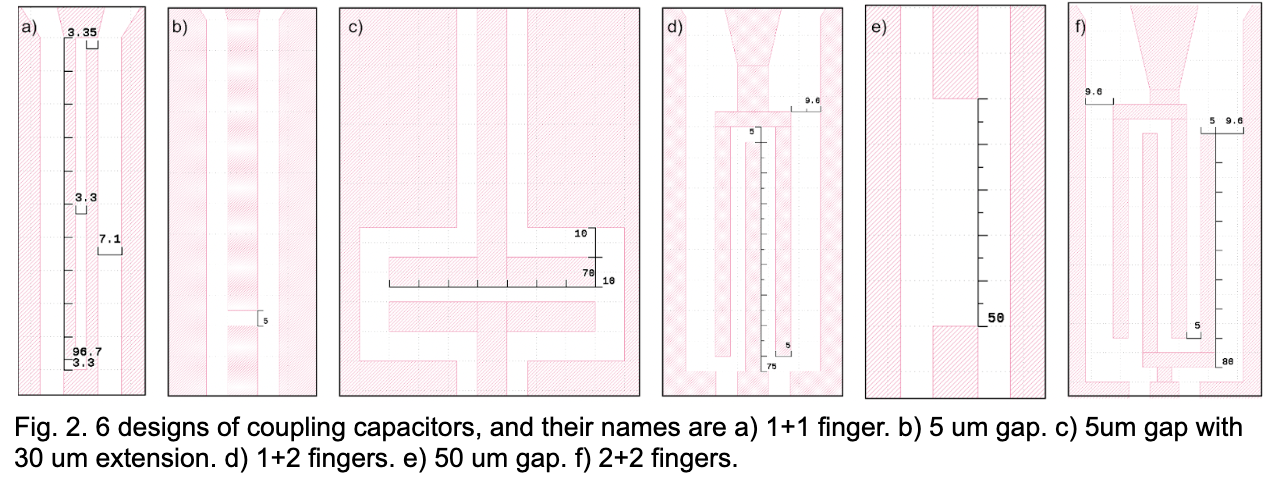 a)
3.35
3.3
7.1
96.7
3.3
b)
5
c)
10
70
10
d)
9.6
5
5
75
e)
50
f)
9.6
5 9.6
5
80
Fig. 2. 6 designs of coupling capacitors, and their names are a) 1+1 finger. b) 5 um gap. c) 5um gap with
30 um extension. d) 1+2 fingers. e) 50 um gap. f) 2+2 fingers.